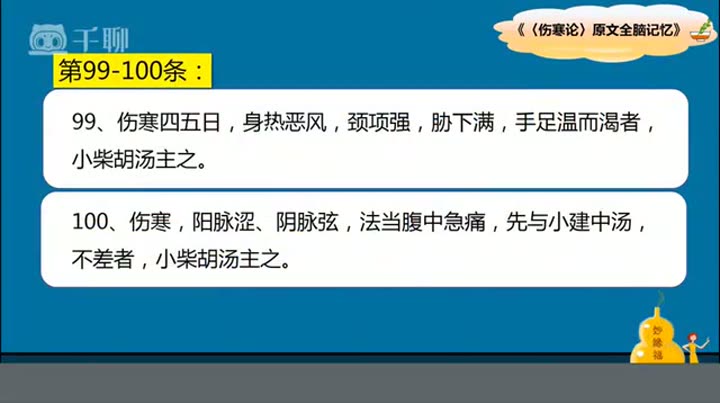 千聊
《〈伤寒论〉原文全脑记忆》
第99-100条：
99、伤寒四五日，身热恶风，颈项强，胁下满，手足温而渴者，
小柴胡汤主之。
100、伤寒，阳脉涩、阴脉弦，法当腹中急痛，先与小建中汤，
不差者，小柴胡汤主之。
妙
缘
福